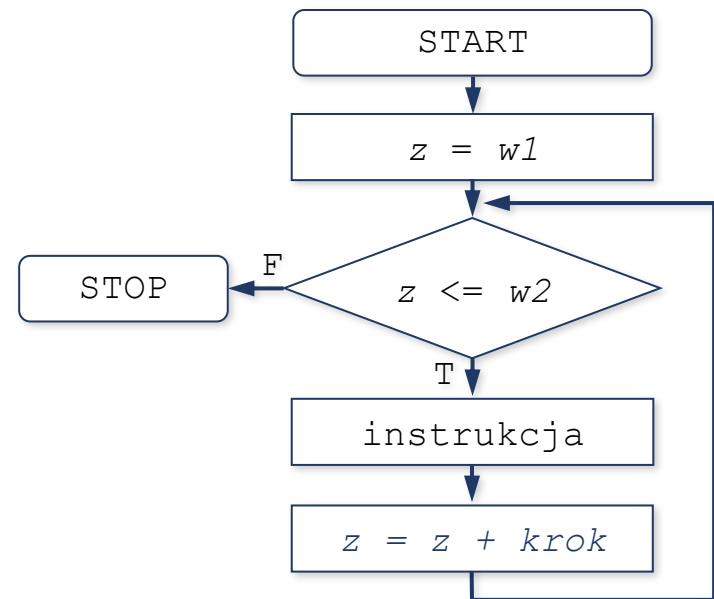 START
z = w1
z <= w2
F
STOP
T
instrukcja
z = z + krok